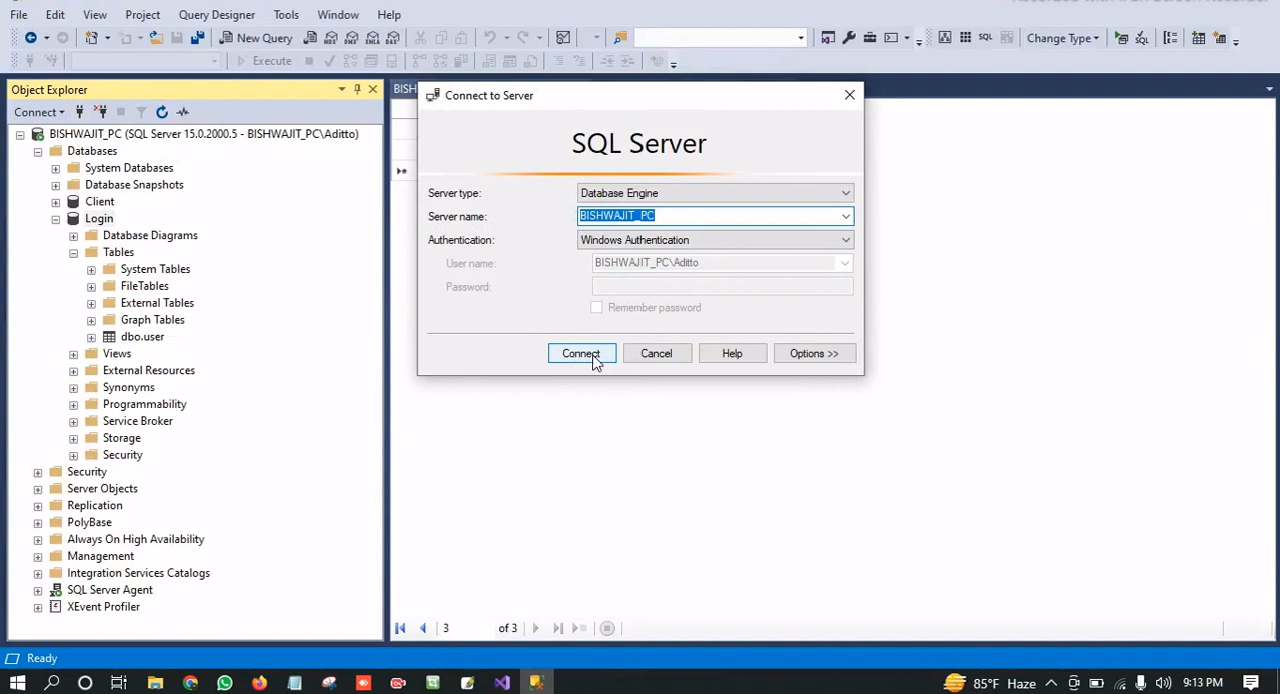 File Edit View Project Query Designer Tools Window Help
New Query Change Type
Execute
Object Explorer
Connect
BISHWAJIT_PC (SQL Server 15.0.2000.5 - BISHWAJIT_PC\Aditto)
Databases
System Databases
Database Snapshots
Client
Login
Database Diagrams
Tables
System Tables
FileTables
External Tables
Graph Tables
dbo.user
Views
External Resources
Synonyms
Programmability
Service Broker
Storage
Security
Security
Server Objects
Replication
PolyBase
Always On High Availability
Management
Integration Services Catalogs
SQL Server Agent
XEvent Profiler
Connect to Server
SQL Server
Server type: Database Engine
Server name: BISHWAJIT_PC
Authentication: Windows Authentication
User name: BISHWAJIT_PC\Aditto
Password:
Remember password
Connect Cancel Help Options >>
3 of 3
Ready
85°F Haze 9:13 PM